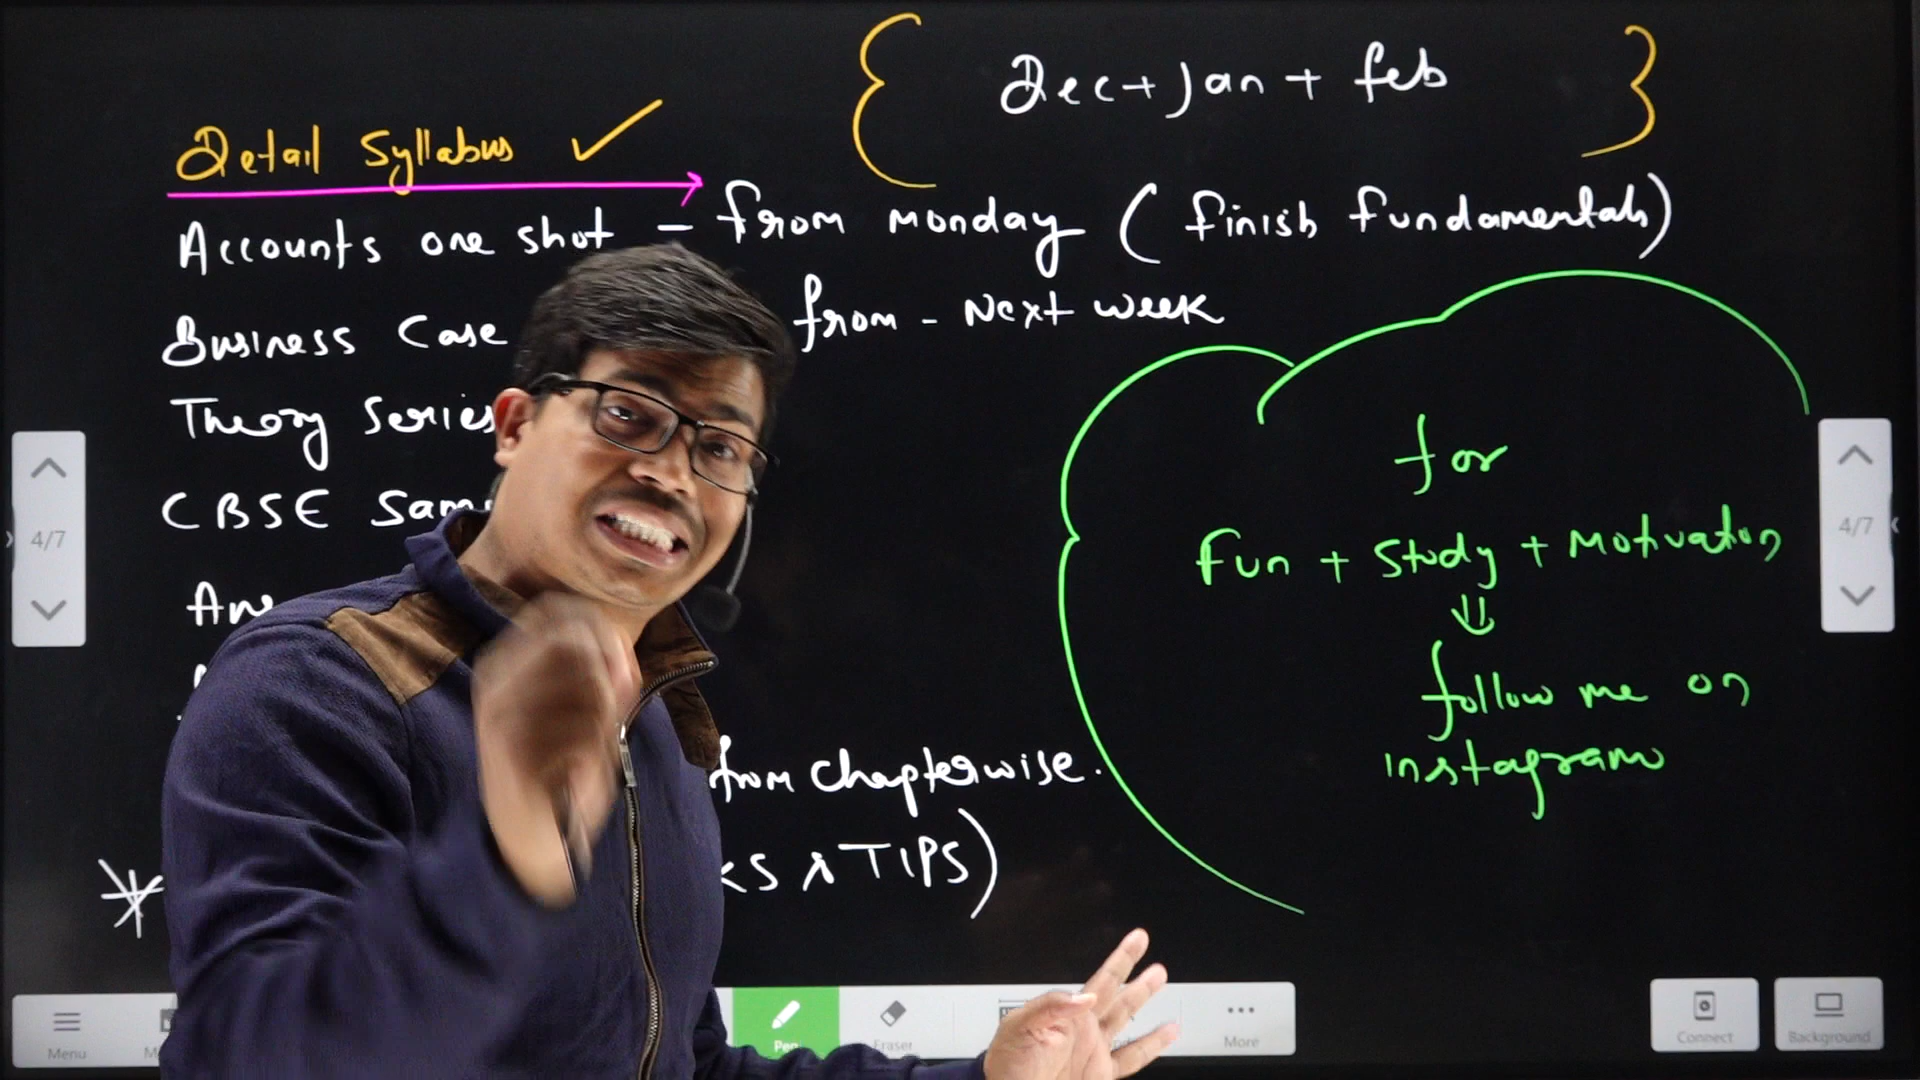 Dec + Jan + feb
Detail Syllabus
Accounts one shot - from monday (finish fundamentals)
Business Case from - Next week
Theory Series
CBSE
for
Fun + Study + Motivation
follow me on
instagram
from Chapterwise.
TIPS)
4/7
4/7
Menu
Pen
Eraser
More
Connect
Background